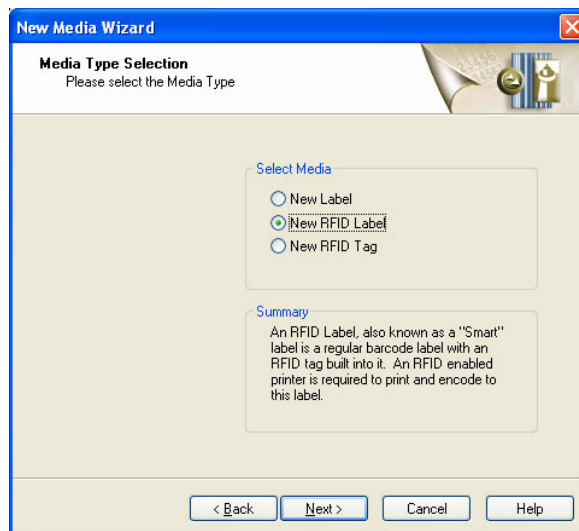 New Media Wizard
Media Type Selection
Please select the Media Type
Select Media
New Label
New RFID Label
New RFID Tag
Summary
An RFID Label, also known as a "Smart"
label is a regular barcode label with an
RFID tag built into it. An RFID enabled
printer is required to print and encode to
this label.
< Back Next > Cancel Help